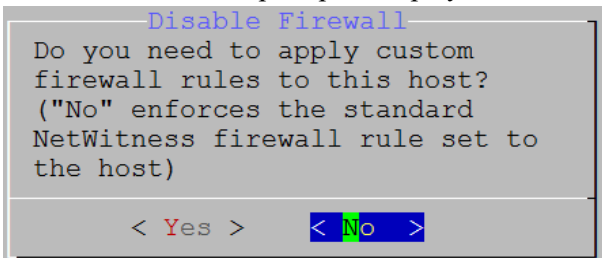 Disable Firewall
Do you need to apply custom
firewall rules to this host?
("No" enforces the standard
NetWitness firewall rule set to
the host)
< Yes > < No >